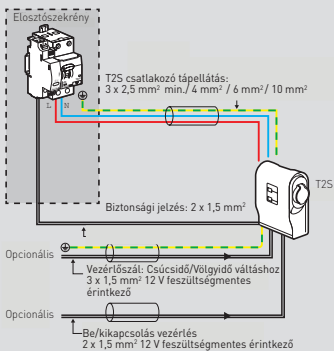 Elosztószekrény
T2S csatlakozó tápellátás:
3 x 2,5 mm² min./ 4 mm² / 6 mm² / 10 mm²
L N
T2S
Biztonsági jelzés: 2 x 1,5 mm²
t
Opcionális
Vezérlőszál: Csúcsidő/Völgyidő váltáshoz
3 x 1,5 mm² 12 V feszültségmentes
érintkező
Opcionális
Be/kikapcsolás vezérlés
2 x 1,5 mm² 12 V feszültségmentes érintkező